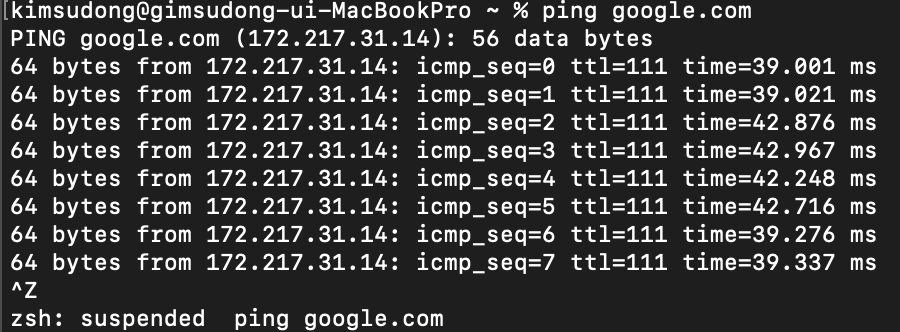 [kimsudong@gimsudong-ui-MacBookPro ~ % ping google.com
PING google.com (172.217.31.14): 56 data bytes
64 bytes from 172.217.31.14: icmp_seq=0 ttl=111 time=39.001 ms
64 bytes from 172.217.31.14: icmp_seq=1 ttl=111 time=39.021 ms
64 bytes from 172.217.31.14: icmp_seq=2 ttl=111 time=42.876 ms
64 bytes from 172.217.31.14: icmp_seq=3 ttl=111 time=42.967 ms
64 bytes from 172.217.31.14: icmp_seq=4 ttl=111 time=42.248 ms
64 bytes from 172.217.31.14: icmp_seq=5 ttl=111 time=42.716 ms
64 bytes from 172.217.31.14: icmp_seq=6 ttl=111 time=39.276 ms
64 bytes from 172.217.31.14: icmp_seq=7 ttl=111 time=39.337 ms
^Z
zsh: suspended  ping google.com